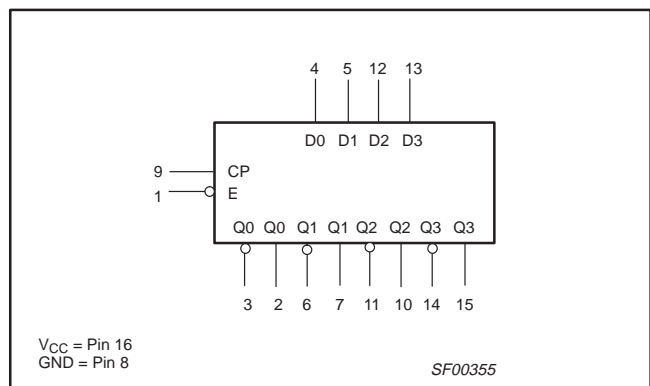 4 5 12 13
D0 D1 D2 D3
9 CP
1 E
Q0 Q0 Q1 Q1 Q2 Q2 Q3 Q3
3 2 6 7 11 10 14 15
VCC = Pin 16
GND = Pin 8
SF00355